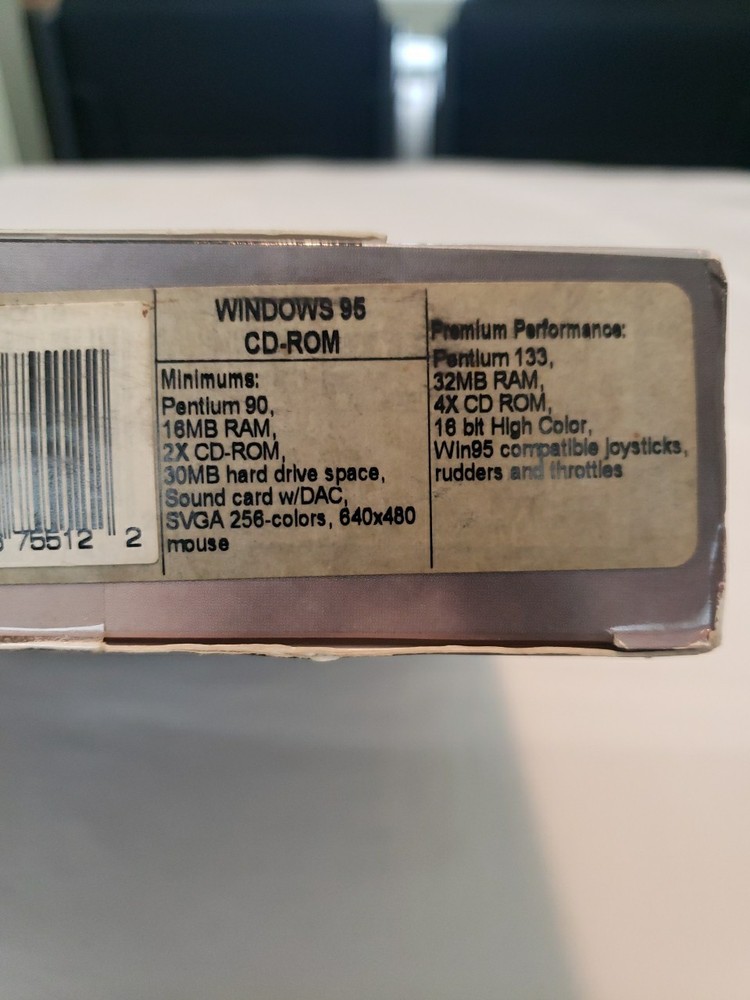 WINDOWS 95
CD-ROM
Minimums:
Pentium 90,
16MB RAM,
2X CD-ROM,
30MB hard drive space,
Sound card w/DAC,
SVGA 256-colors, 640x480
mouse
Premium Performance:
Pentium 133,
32MB RAM,
4X CD ROM,
16 bit High Color,
Win95 compatible joysticks,
rudders and throttles
75512 2